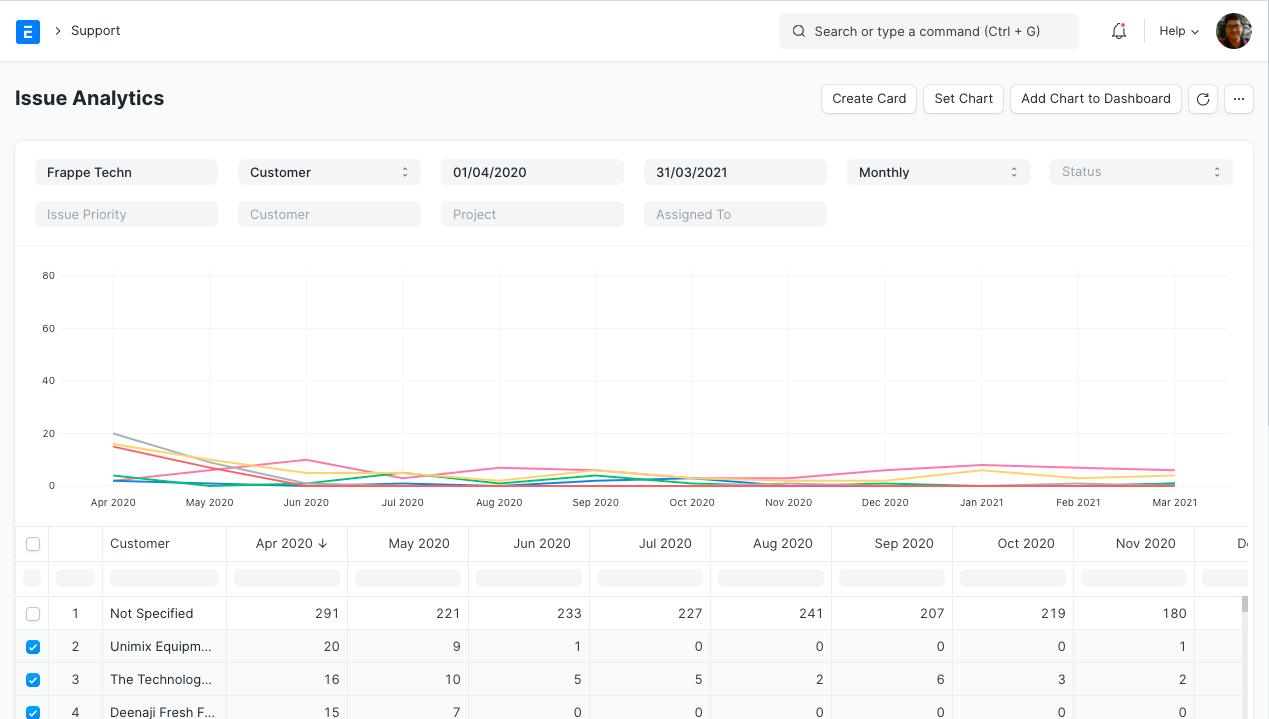 E
Support
Search or type a command (Ctrl + G)
Help
Issue Analytics
Create Card
Set Chart
Add Chart to Dashboard
Frappe Techn
Customer
01/04/2020
31/03/2021
Monthly
Status
Issue Priority
Customer
Project
Assigned To
80
60
40
20
0
Apr 2020 May 2020 Jun 2020 Jul 2020 Aug 2020 Sep 2020 Oct 2020 Nov 2020 Dec 2020 Jan 2021 Feb 2021 Mar 2021
Customer Apr 2020 ↓ May 2020 Jun 2020 Jul 2020 Aug 2020 Sep 2020 Oct 2020 Nov 2020
1 Not Specified 291 221 233 227 241 207 219 180
2 Unimix Equipm... 20 9 1 0 0 0 0 1
3 The Technolog... 16 10 5 5 2 6 3 2
4 Deenaji Fresh F... 15 7 0 0 0 0 0 0